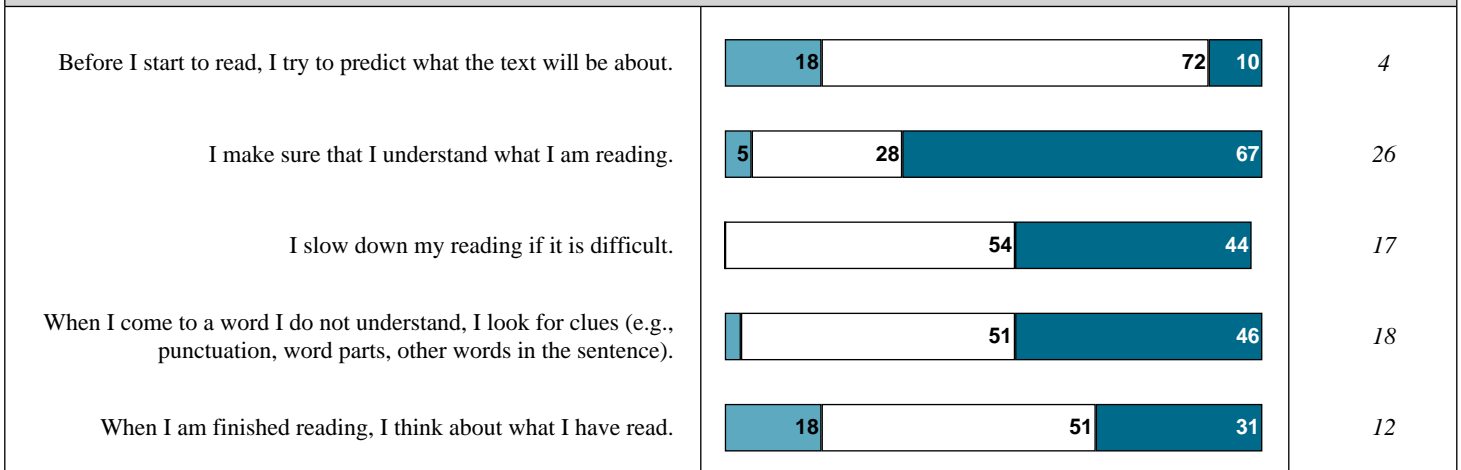 Before I start to read, I try to predict what the text will be about. 18 72 10 4
I make sure that I understand what I am reading. 5 28 67 26
I slow down my reading if it is difficult. 54 44 17
When I come to a word I do not understand, I look for clues (e.g.,
punctuation, word parts, other words in the sentence). 51 46 18
When I am finished reading, I think about what I have read. 18 51 31 12